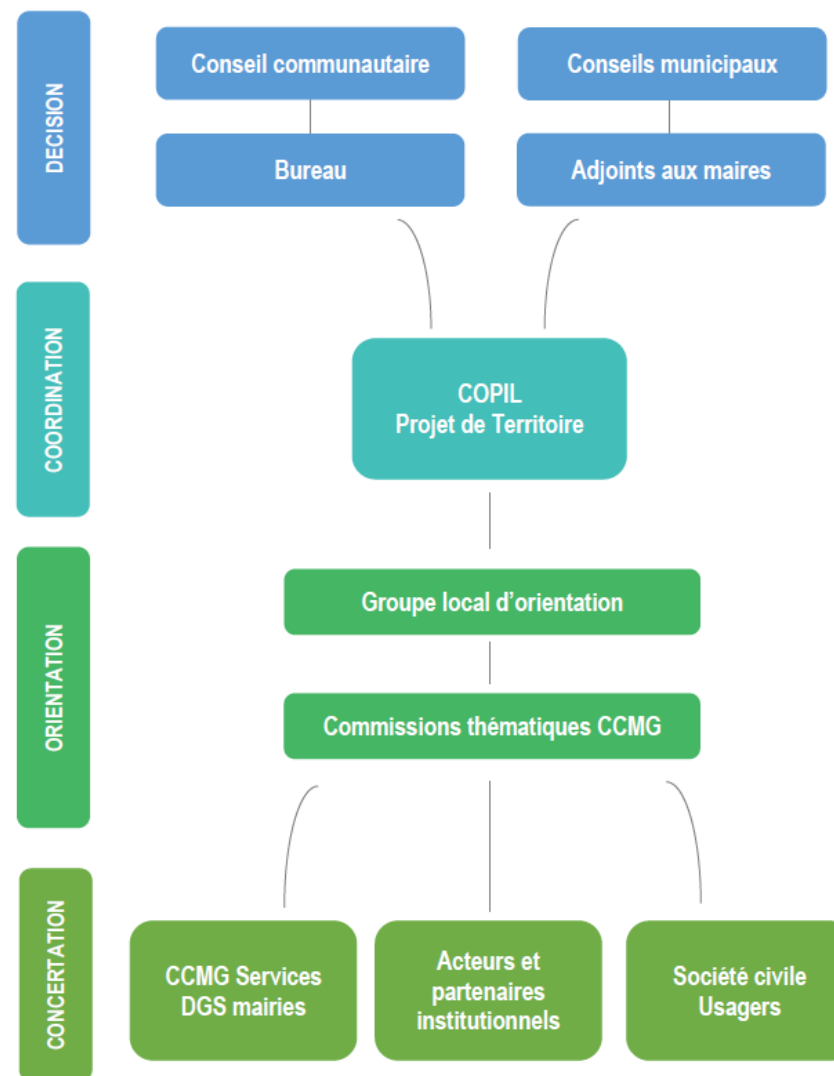 DECISION
Conseil communautaire
Conseils municipaux
Bureau
Adjoints aux maires
COORDINATION
COPIL
Projet de Territoire
ORIENTATION
Groupe local d’orientation
Commissions thématiques CCMG
CONCERTATION
CCMG Services
DGS mairies
Acteurs et
partenaires
institutionnels
Société civile
Usagers